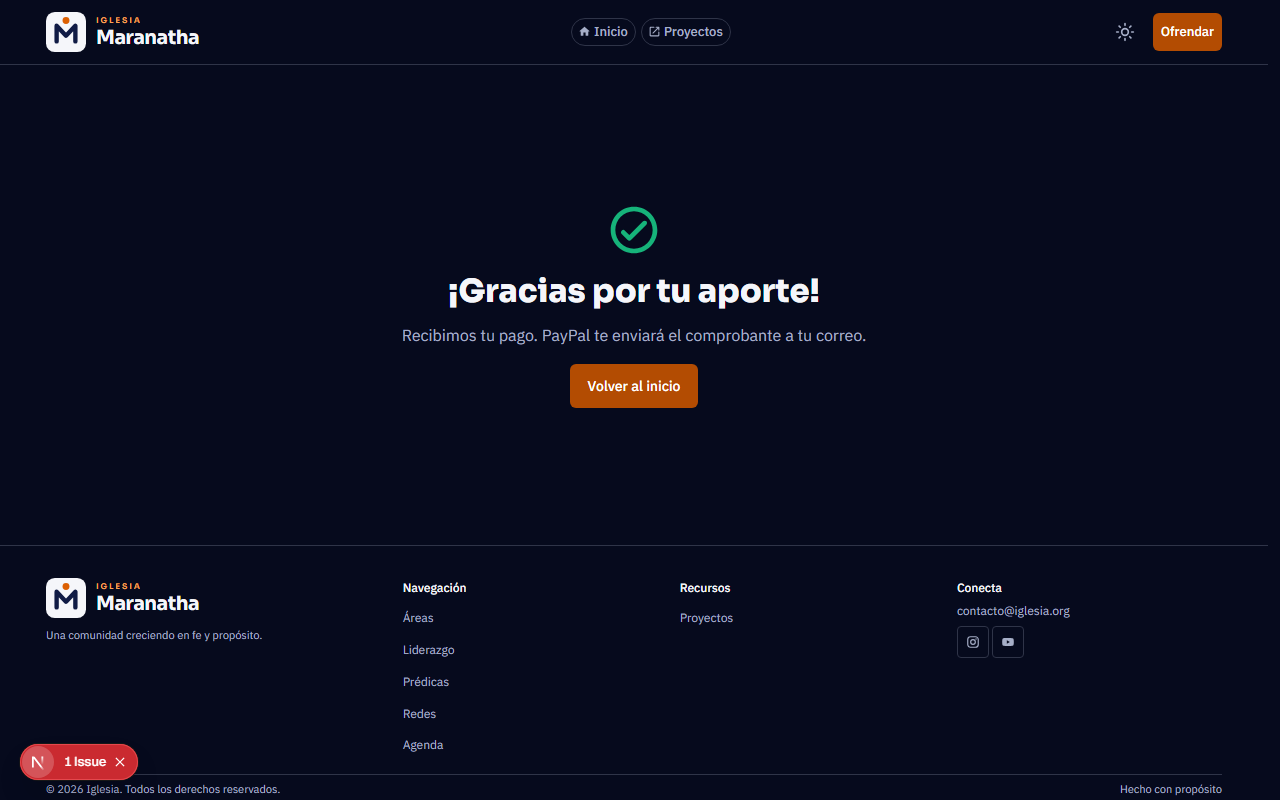 IGLESIA
Maranatha
Inicio
Proyectos
Ofrendar
¡Gracias por tu aporte!
Recibimos tu pago. PayPal te enviará el comprobante a tu correo.
Volver al inicio
IGLESIA
Maranatha
Una comunidad creciendo en fe y propósito.
Navegación
Áreas
Liderazgo
Prédicas
Redes
Agenda
Recursos
Proyectos
Conecta
contacto@iglesia.org
N
1 Issue
© 2026 Iglesia. Todos los derechos reservados.
Hecho con propósito